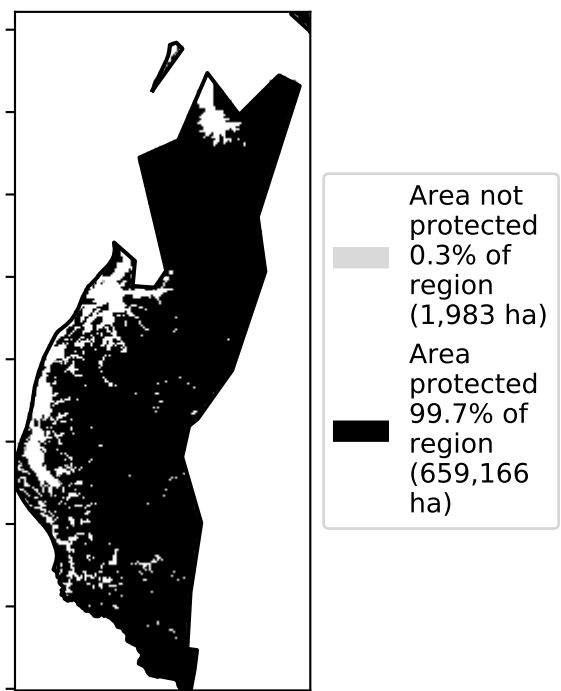 Area not
protected
0.3% of
region
(1,983 ha)
Area
protected
99.7% of
region
(659,166
ha)